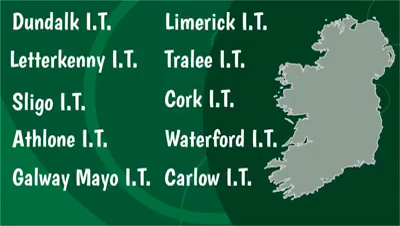 Dundalk I.T.
Letterkenny I.T.
Sligo I.T.
Athlone I.T.
Galway Mayo I.T.
Limerick I.T.
Tralee I.T.
Cork I.T.
Waterford I.T.
Carlow I.T.